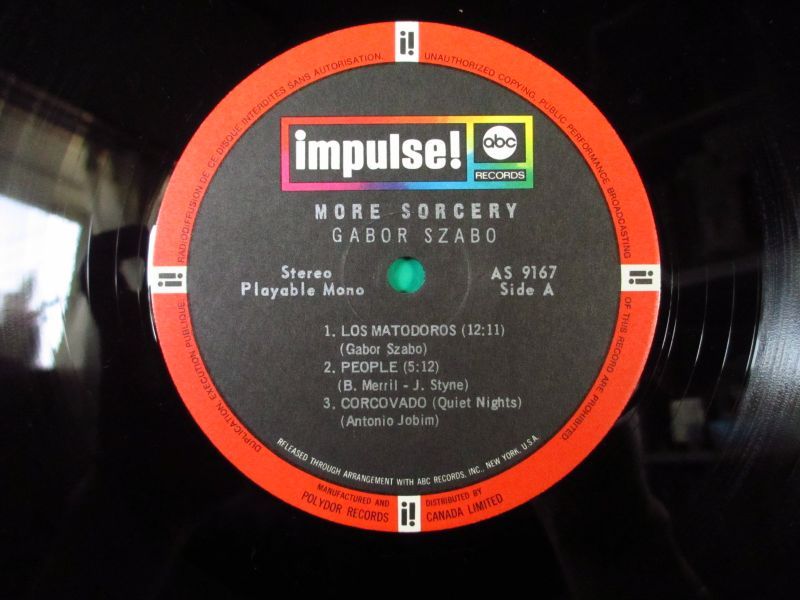 impulse!
abc
RECORDS
MORE SORCERY
GABOR SZABO
Stereo
Playable Mono
AS 9167
Side A
1. LOS MATODOROS (12:11)
(Gabor Szabo)
2. PEOPLE (5:12)
(B. Merril - J. Styne)
3. CORCOVADO (Quiet Nights)
(Antonio Jobim)
RELEASED THROUGH ARRANGEMENT WITH ABC RECORDS, INC., NEW YORK, U.S.A.
MANUFACTURED AND
POLYDOR RECORDS
DISTRIBUTED BY
CANADA LIMITED
DUPLICATION, EXECUTION PUBLIQUE,
RADIODIFFUSION DE CE DISQUE INTERDITES SANS AUTORISATION.
UNAUTHORIZED COPYING, PUBLIC PERFORMANCE BROADCASTING
OF THIS RECORD ARE PROHIBITED
i!
i!
i!
i!